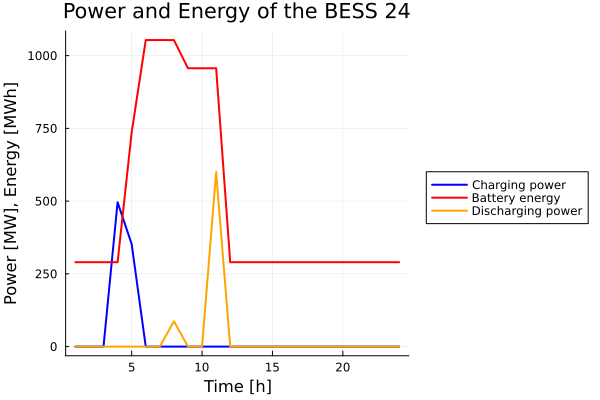 Power and Energy of the BESS 24
Power [MW], Energy [MWh]
1000
750
500
250
0
5
10
15
20
Time [h]
Charging power
Battery energy
Discharging power